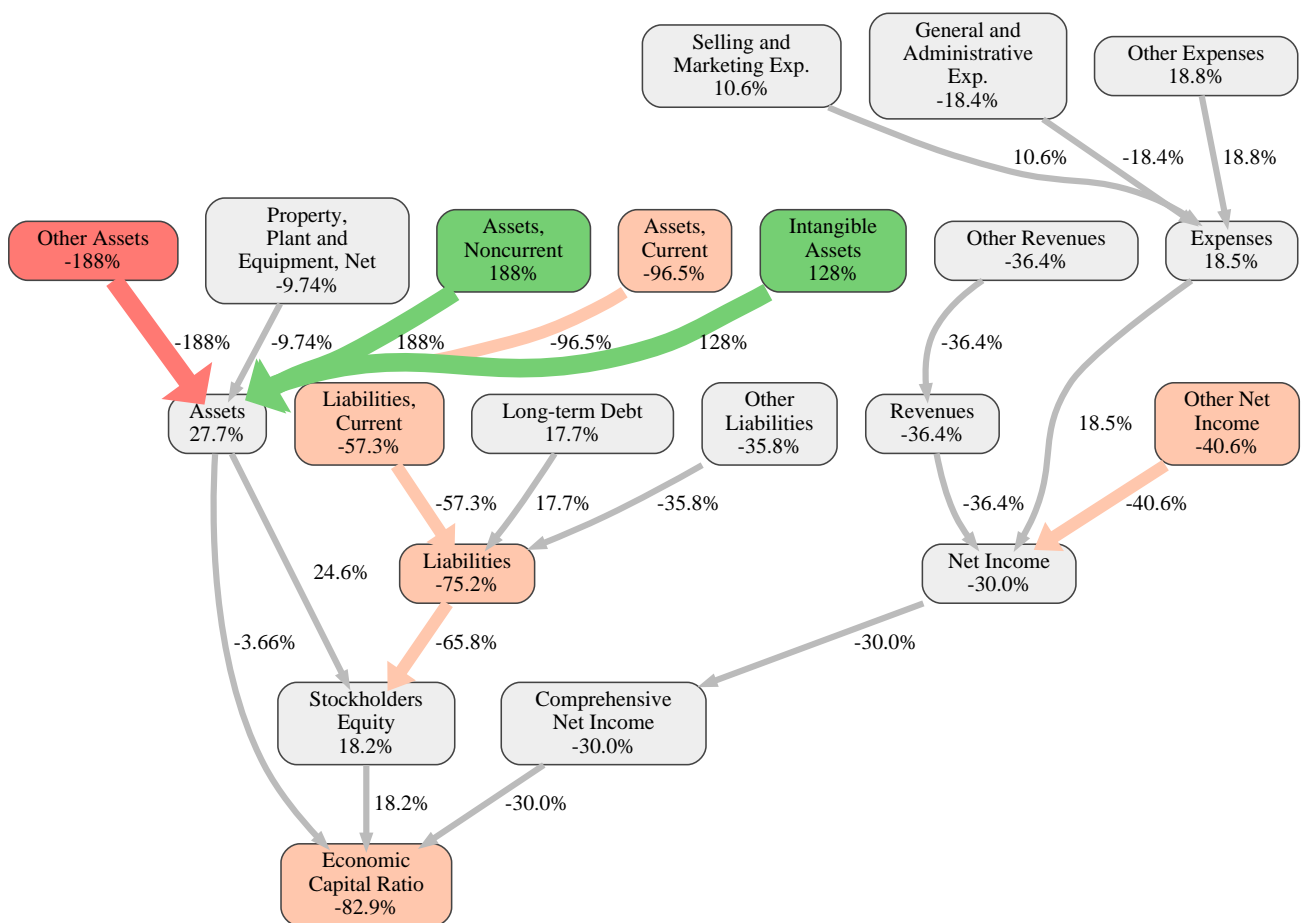 Selling and
Marketing Exp.
10.6%
General and
Administrative
Exp.
-18.4%
Other Expenses
18.8%
10.6%
-18.4%
18.8%
Other Assets
-188%
Property,
Plant and
Equipment, Net
-9.74%
Assets,
Noncurrent
188%
Assets,
Current
-96.5%
Intangible
Assets
128%
Other Revenues
-36.4%
Expenses
18.5%
-188%
-9.74%
188%
-96.5%
128%
-36.4%
Assets
27.7%
Liabilities,
Current
-57.3%
Long-term Debt
17.7%
Other
Liabilities
-35.8%
Revenues
-36.4%
18.5%
Other Net
Income
-40.6%
-57.3%
17.7%
-35.8%
-36.4%
-40.6%
24.6%
Liabilities
-75.2%
Net Income
-30.0%
-3.66%
-65.8%
-30.0%
Stockholders
Equity
18.2%
Comprehensive
Net Income
-30.0%
18.2%
-30.0%
Economic
Capital Ratio
-82.9%